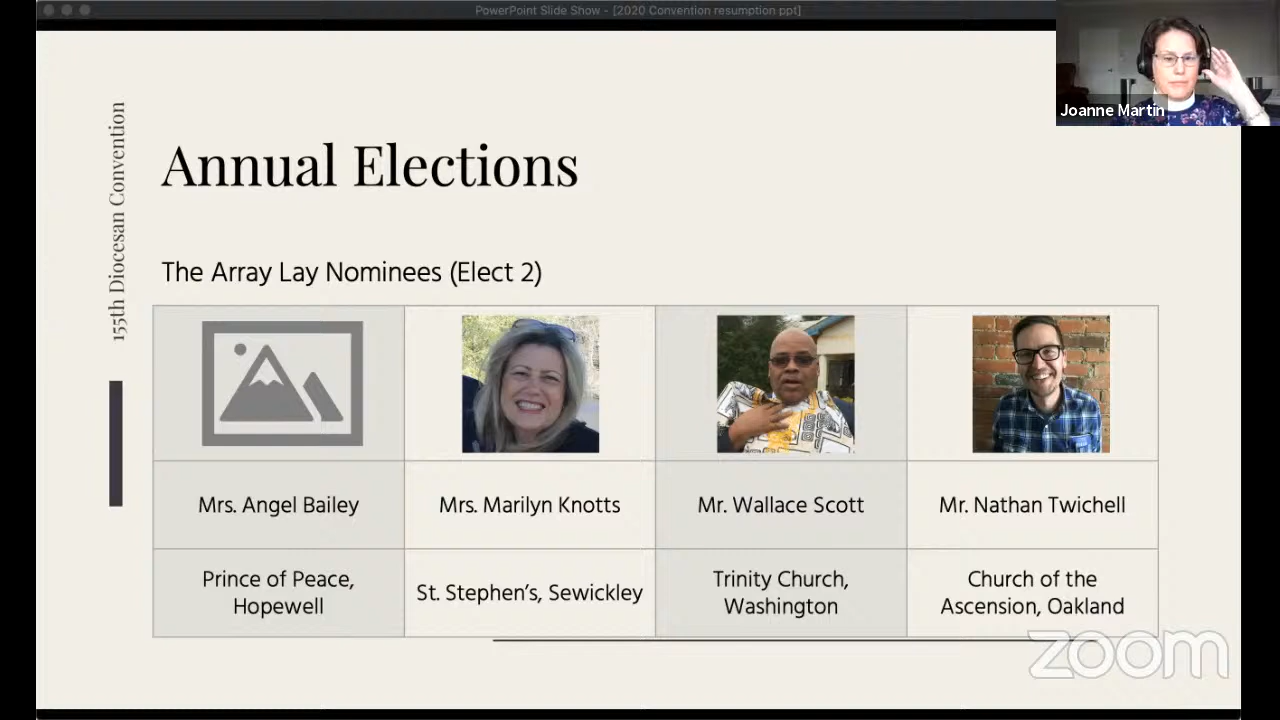 PowerPoint Slide Show - [2020 Convention resumption ppt]
Joanne Martin
155th Diocesan Convention
Annual Elections
The Array Lay Nominees (Elect 2)
Mrs. Angel Bailey
Mrs. Marilyn Knotts
Mr. Wallace Scott
Mr. Nathan Twichell
Prince of Peace,
Hopewell
St. Stephen's, Sewickley
Trinity Church,
Washington
Church of the
Ascension, Oakland
zoom